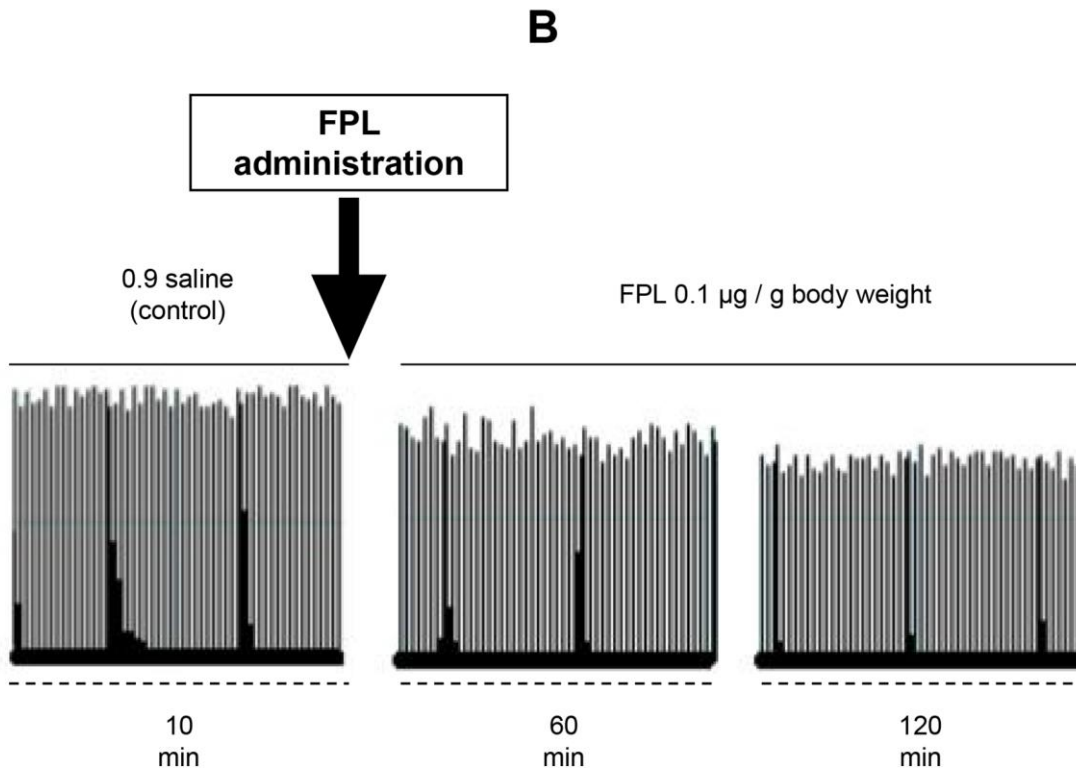 B
FPL
administration
0.9 saline
(control)
FPL 0.1 µg / g body weight
10
min
60
min
120
min